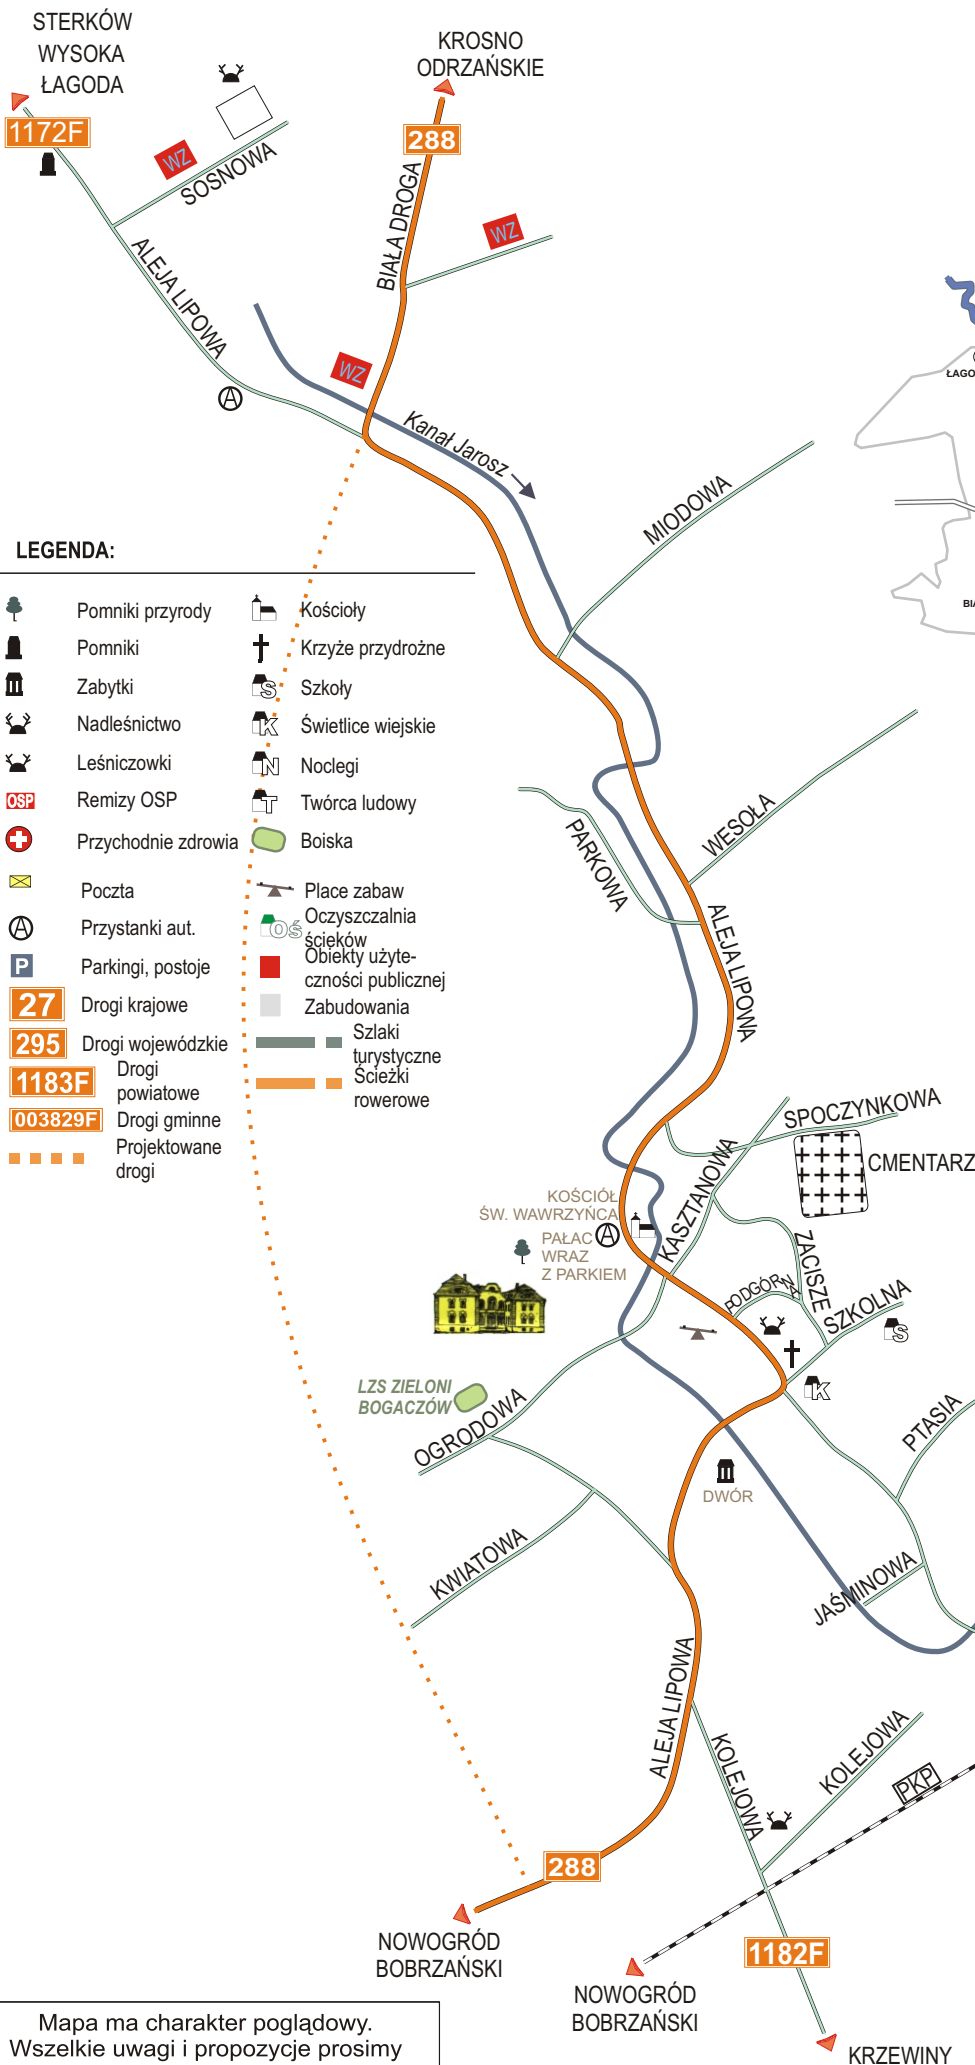 STERKÓW
WYSOKA
ŁAGODA
KROSNO
ODRZAŃSKIE
1172F
288
WZ
SOSNOWA
BIAŁA DROGA
WZ
ALEJA LIPOWA
WZ
A
Kanał Jarosz
ŁAGO
MIODOWA
BIA
LEGENDA:
Pomniki przyrody
Kościoły
Pomniki
Krzyże przydrożne
Zabytki
S
Szkoły
Nadleśnictwo
K
Świetlice wiejskie
Leśniczowki
N
Noclegi
OSP
Remizy OSP
T
Twórca ludowy
Przychodnie zdrowia
Boiska
Poczta
Place zabaw
A
Przystanki aut.
Oś
Oczyszczalnia
ścieków
P
Parkingi, postoje
Obiekty użyte-
czności publicznej
27
Drogi krajowe
Zabudowania
295
Drogi wojewódzkie
Szlaki
turystyczne
1183F
Drogi
powiatowe
Ścieżki
rowerowe
003829F
Drogi gminne
Projektowane
drogi
WESOŁA
PARKOWA
ALEJA LIPOWA
SPOCZYNKOWA
CMENTARZ
KASZTANOWA
KOŚCIÓŁ
ŚW. WAWRZYŃCA
A
PAŁAC
WRAZ
Z PARKIEM
ZACISZE
PODGÓRNA
SZKOLNA
S
K
LZS ZIELONI
BOGACZÓW
OGRODOWA
PTASIA
DWÓR
KWIATOWA
JAŚMINOWA
ALEJA LIPOWA
KOLEJOWA
KOLEJOWA
PKP
288
NOWOGRÓD
BOBRZAŃSKI
1182F
NOWOGRÓD
BOBRZAŃSKI
KRZEWINY
Mapa ma charakter poglądowy.
Wszelkie uwagi i propozycje prosimy